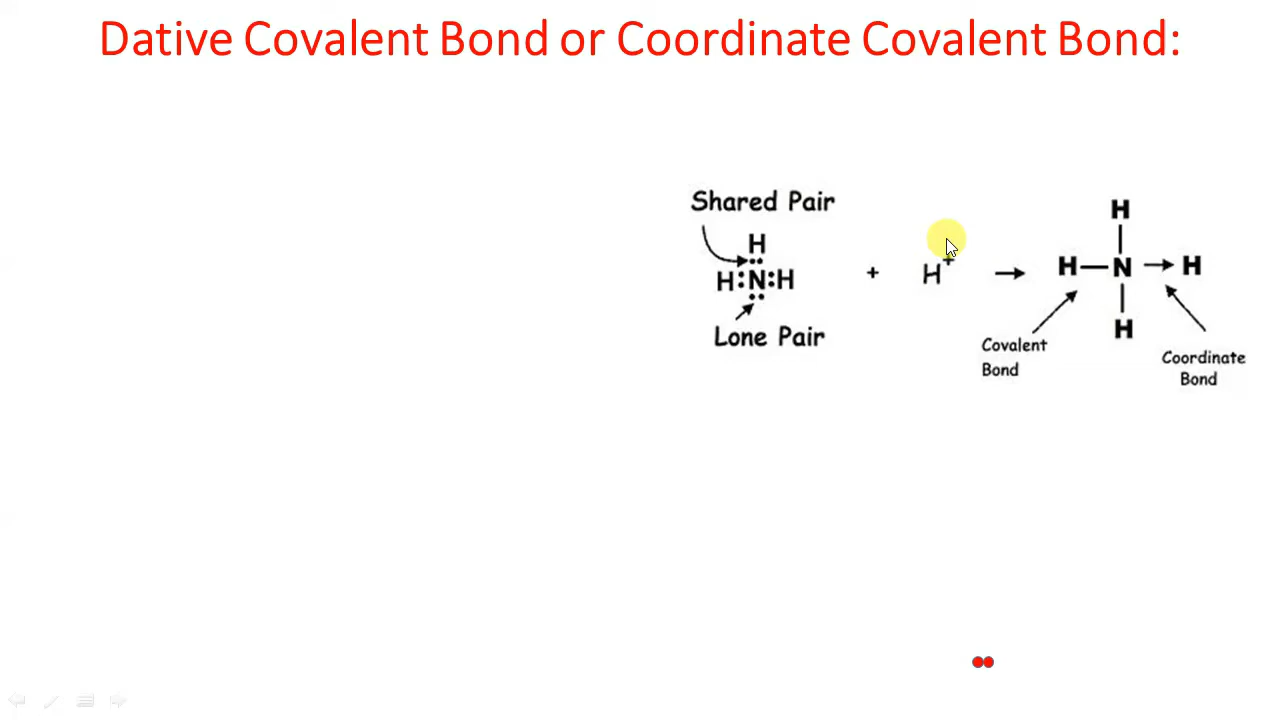 Dative Covalent Bond or Coordinate Covalent Bond:
Shared Pair
H
H:N:H
Lone Pair
+
H+
H
H—N→H
H
Covalent
Bond
Coordinate
Bond